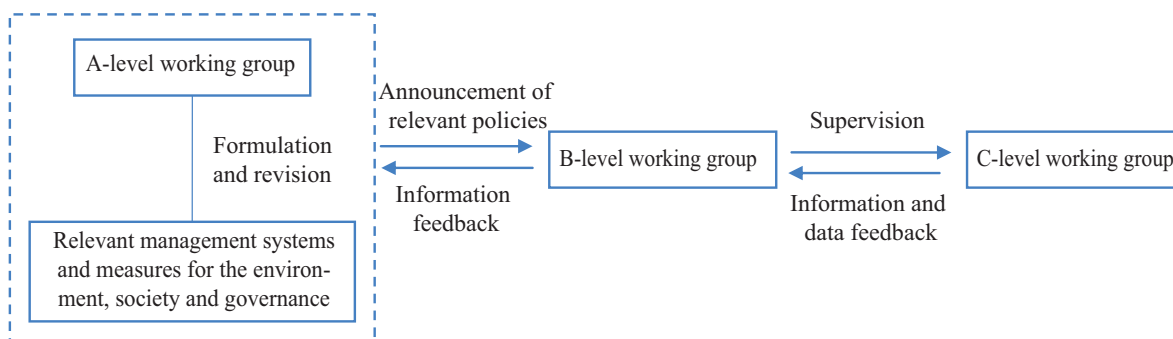 A-level working group
Formulation
and revision
Relevant management systems
and measures for the environ-
ment, society and governance
Announcement of
relevant policies
Information
feedback
B-level working group
Supervision
Information and
data feedback
C-level working group